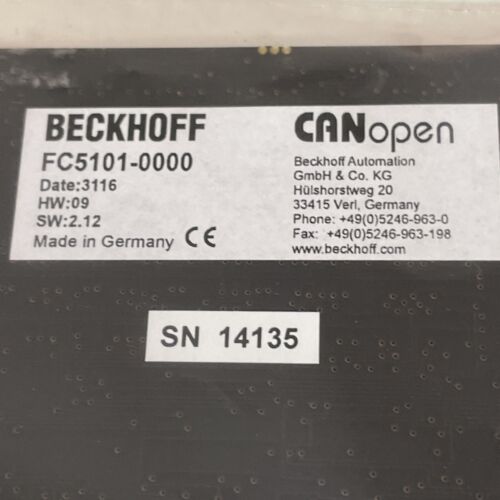 BECKHOFF
FC5101-0000
Date:3116
HW:09
SW:2.12
Made in Germany CE
CANopen
Beckhoff Automation
GmbH & Co. KG
Hülshorstweg 20
33415 Verl, Germany
Phone: +49(0)5246-963-0
Fax: +49(0)5246-963-198
www.beckhoff.com
SN 14135